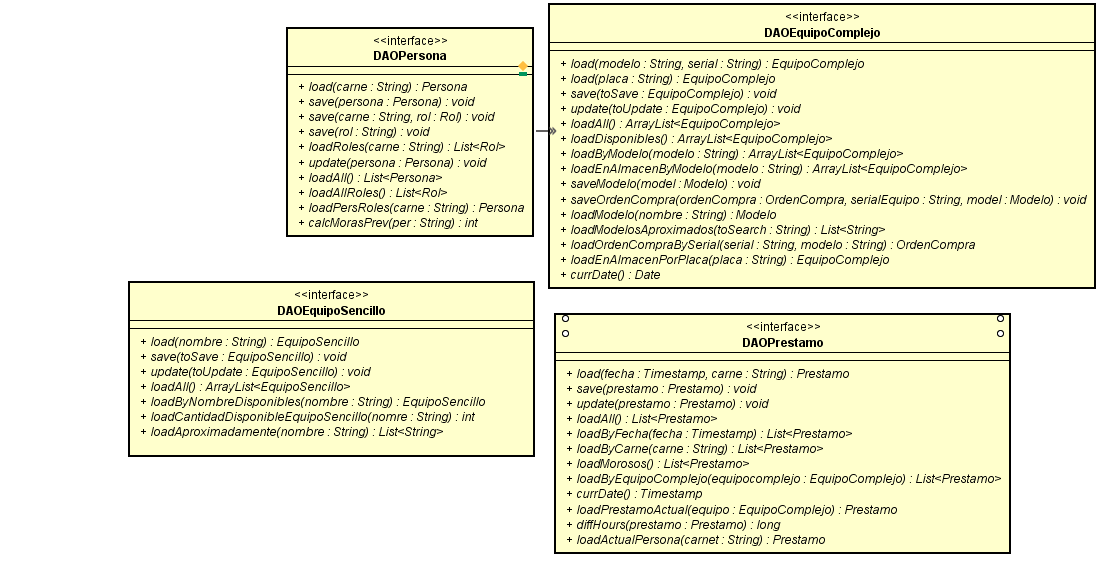 <<interface>>
DAOPersona
+ load(carne : String) : Persona
+ save(persona : Persona) : void
+ save(carne : String, rol : Rol) : void
+ save(rol : String) : void
+ loadRoles(carne : String) : List<Rol>
+ update(persona : Persona) : void
+ loadAll() : List<Persona>
+ loadAllRoles() : List<Rol>
+ loadPersRoles(carne : String) : Persona
+ calcMorasPrev(per : String) : int
<<interface>>
DAOEquipoComplejo
+ load(modelo : String, serial : String) : EquipoComplejo
+ load(placa : String) : EquipoComplejo
+ save(toSave : EquipoComplejo) : void
+ update(toUpdate : EquipoComplejo) : void
+ loadAll() : ArrayList<EquipoComplejo>
+ loadDisponibles() : ArrayList<EquipoComplejo>
+ loadByModelo(modelo : String) : ArrayList<EquipoComplejo>
+ loadEnAlmacenByModelo(modelo : String) : ArrayList<EquipoComplejo>
+ saveModelo(model : Modelo) : void
+ saveOrdenCompra(ordenCompra : OrdenCompra, serialEquipo : String, model : Modelo) : void
+ loadModelo(nombre : String) : Modelo
+ loadModelosAproximados(toSearch : String) : List<String>
+ loadOrdenCompraBySerial(serial : String, modelo : String) : OrdenCompra
+ loadEnAlmacenPorPlaca(placa : String) : EquipoComplejo
+ currDate() : Date
<<interface>>
DAOEquipoSencillo
+ load(nombre : String) : EquipoSencillo
+ save(toSave : EquipoSencillo) : void
+ update(toUpdate : EquipoSencillo) : void
+ loadAll() : ArrayList<EquipoSencillo>
+ loadByNombreDisponibles(nombre : String) : EquipoSencillo
+ loadCantidadDisponibleEquipoSencillo(nomre : String) : int
+ loadAproximadamente(nombre : String) : List<String>
<<interface>>
DAOPrestamo
+ load(fecha : Timestamp, carne : String) : Prestamo
+ save(prestamo : Prestamo) : void
+ update(prestamo : Prestamo) : void
+ loadAll() : List<Prestamo>
+ loadByFecha(fecha : Timestamp) : List<Prestamo>
+ loadByCarne(carne : String) : List<Prestamo>
+ loadMorosos() : List<Prestamo>
+ loadByEquipoComplejo(equipocomplejo : EquipoComplejo) : List<Prestamo>
+ currDate() : Timestamp
+ loadPrestamoActual(equipo : EquipoComplejo) : Prestamo
+ diffHours(prestamo : Prestamo) : long
+ loadActualPersona(carnet : String) : Prestamo